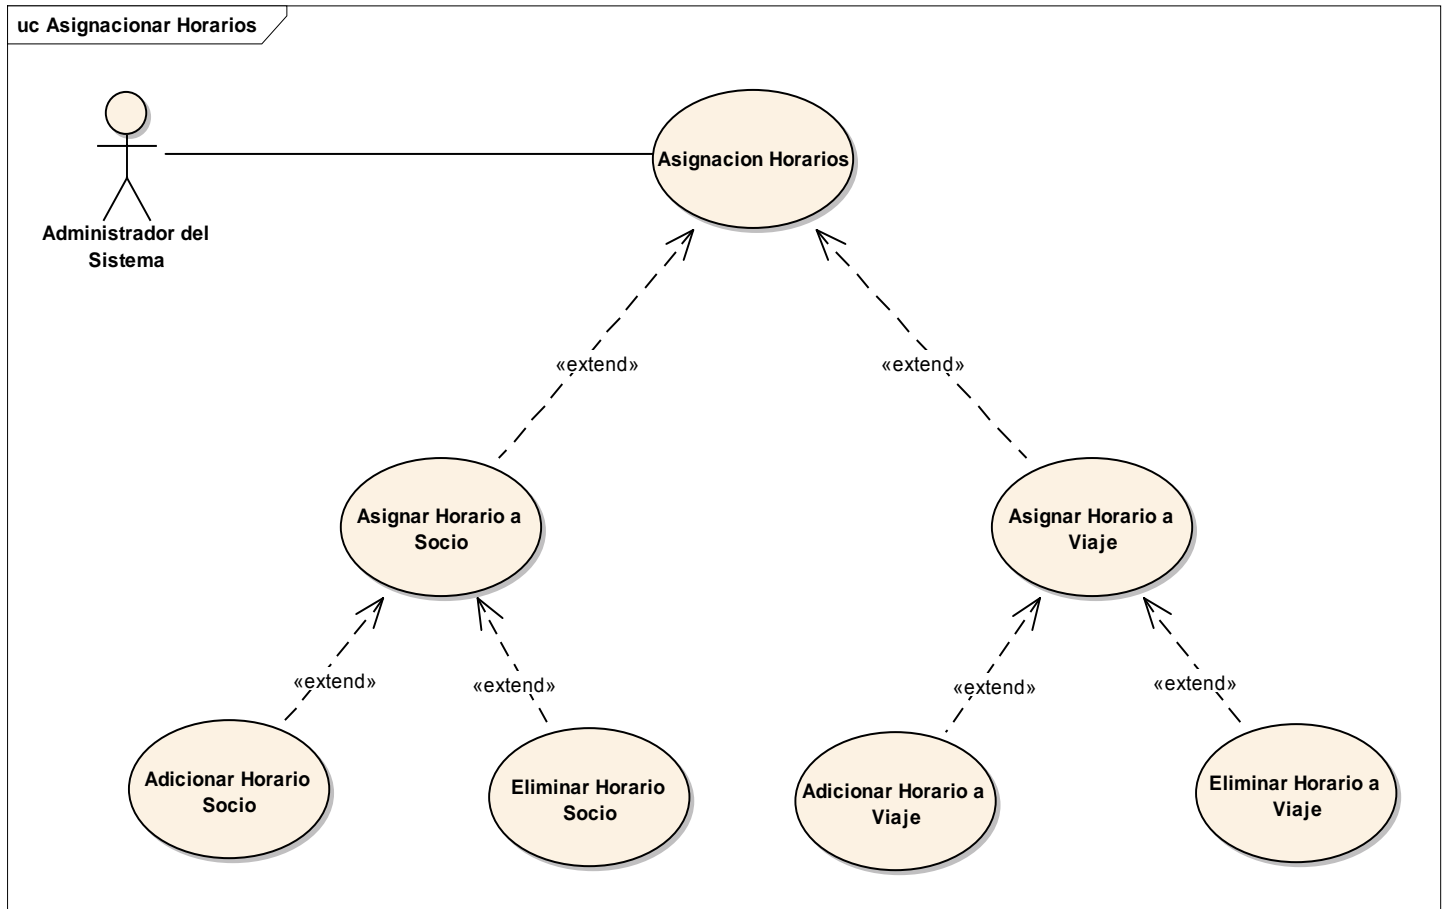 uc Asignacionar Horarios
Administrador del
Sistema
Asignacion Horarios
«extend»
«extend»
Asignar Horario a
Socio
Asignar Horario a
Viaje
«extend»
«extend»
«extend»
«extend»
Adicionar Horario
Socio
Eliminar Horario
Socio
Adicionar Horario a
Viaje
Eliminar Horario a
Viaje